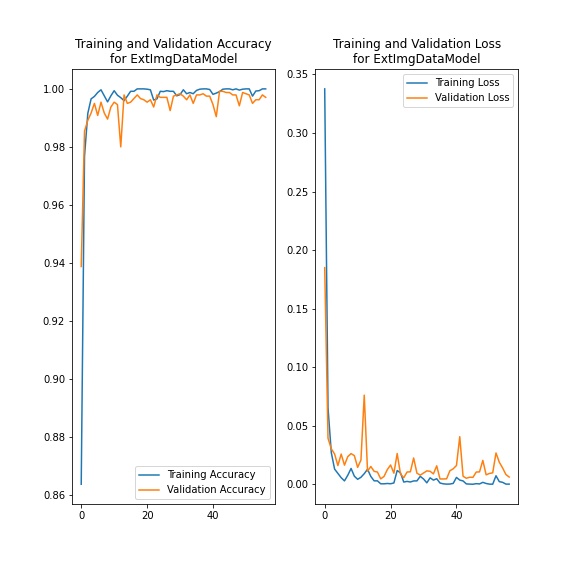 Training and Validation Accuracy
for ExtImgDataModel
1.00
0.98
0.96
0.94
0.92
0.90
0.88
0.86
0
20
40
Training Accuracy
Validation Accuracy
Training and Validation Loss
for ExtImgDataModel
0.35
0.30
0.25
0.20
0.15
0.10
0.05
0.00
0
20
40
Training Loss
Validation Loss